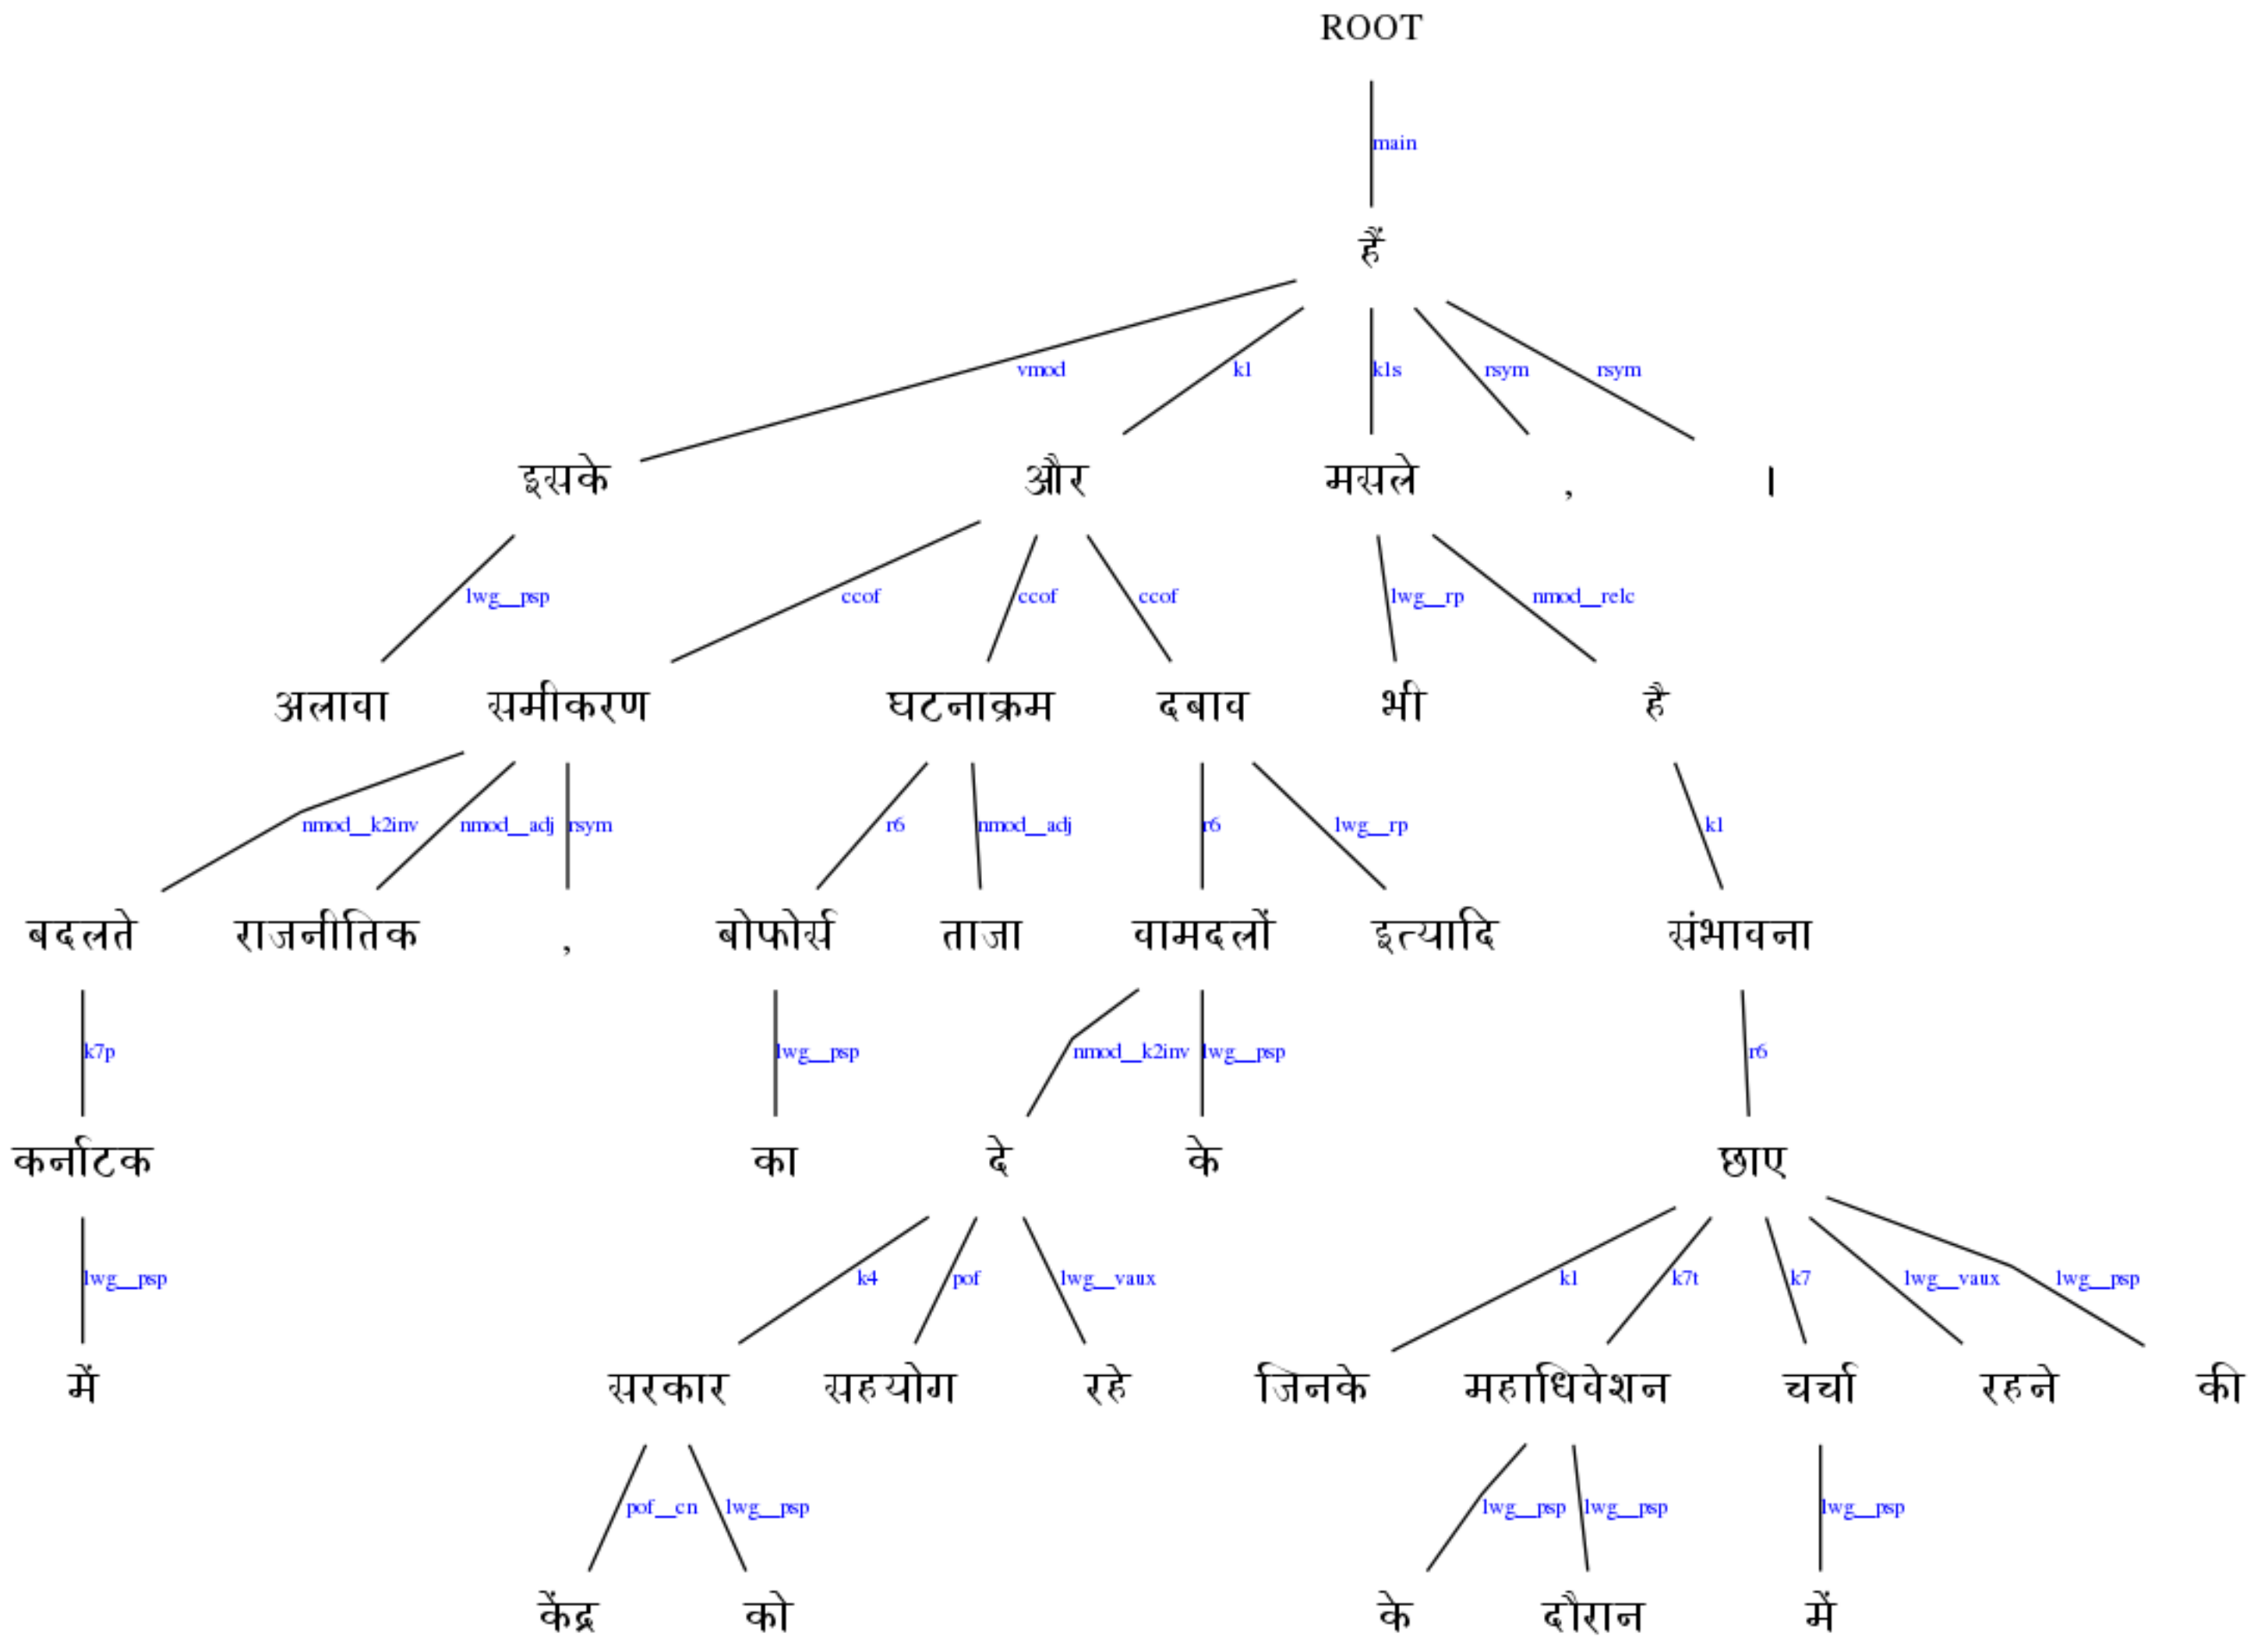 ROOT
main
हैं
vmod k1 k1s rsym rsym
इसके और मसले , ।
lwg__psp ccof ccof ccof lwg__rp nmod__relc
अलावा समीकरण घटनाक्रम दबाव भी है
nmod__k2inv nmod__adj rsym r6 nmod__adj r6 lwg__rp k1
बदलते राजनीतिक , बोफोर्स ताजा वामदलों इत्यादि संभावना
k7p lwg__psp nmod__k2inv lwg__psp r6
कर्नाटक का दे के छाए
lwg__psp k4 pof lwg__vaux k1 k7t k7 lwg__vaux lwg__psp
में सरकार सहयोग रहे जिनके महाधिवेशन चर्चा रहने की
pof__cn lwg__psp lwg__psp lwg__psp lwg__psp
केंद्र को के दौरान में